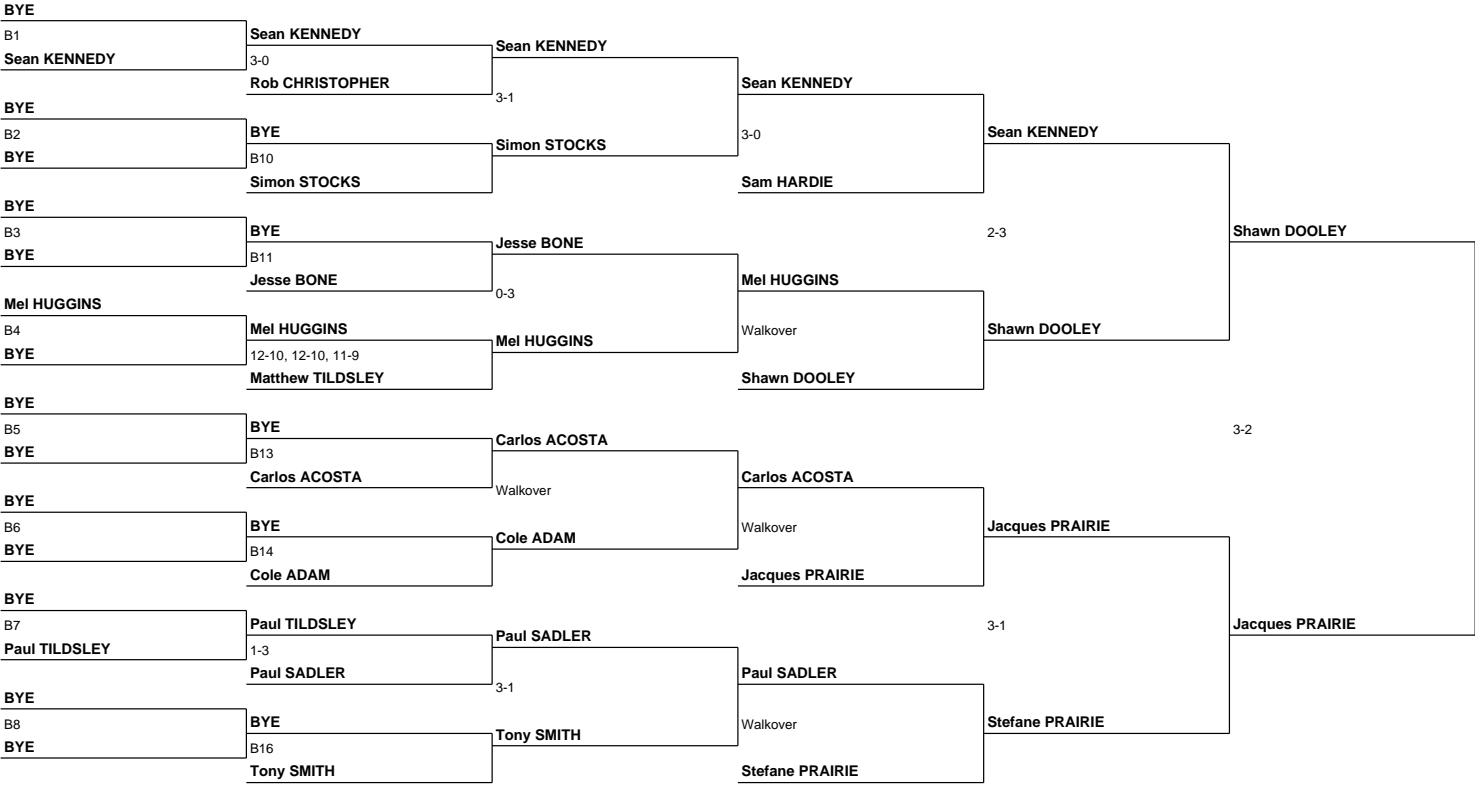 BYE
B1
Sean KENNEDY
BYE
B2
BYE
BYE
B3
BYE
Mel HUGGINS
B4
BYE
BYE
B5
BYE
BYE
B6
BYE
BYE
B7
Paul TILDSLEY
BYE
B8
BYE
Sean KENNEDY
3-0
Rob CHRISTOPHER
BYE
B10
Simon STOCKS
BYE
B11
Jesse BONE
Mel HUGGINS
12-10, 12-10, 11-9
Matthew TILDSLEY
BYE
B13
Carlos ACOSTA
BYE
B14
Cole ADAM
Paul TILDSLEY
1-3
Paul SADLER
BYE
B16
Tony SMITH
Sean KENNEDY
3-1
Simon STOCKS
Jesse BONE
0-3
Mel HUGGINS
Carlos ACOSTA
Walkover
Cole ADAM
Paul SADLER
3-1
Tony SMITH
Sean KENNEDY
3-0
Sam HARDIE
Mel HUGGINS
Walkover
Shawn DOOLEY
Carlos ACOSTA
Walkover
Jacques PRAIRIE
Paul SADLER
Walkover
Stefane PRAIRIE
Sean KENNEDY
2-3
Shawn DOOLEY
Jacques PRAIRIE
3-1
Stefane PRAIRIE
Shawn DOOLEY
3-2
Jacques PRAIRIE